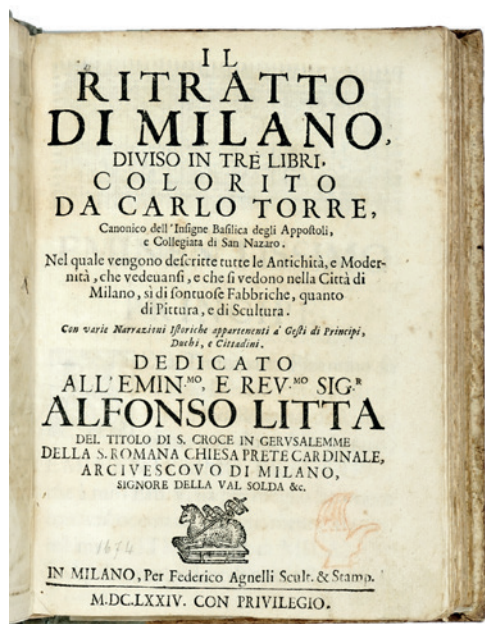 IL
RITRATTO
DI MILANO,
DIVISO IN TRÈ LIBRI,
COLORITO
DA CARLO TORRE,
Canonico dell'Insigne Basilica degli Appoſtoli,
e Collegiata di San Nazaro.
Nel quale vengono deſcritte tutte le Antichità, e Moder-
nità, che vedeuanſi, e che ſi vedono nella Città di
Milano, sì di ſontuoſe Fabbriche, quanto
di Pittura, e di Scultura.
Con varie Narrazioni Iſtoriche appartenenti a' Geſti di Principi,
Duchi, e Cittadini.
DEDICATO
ALL'EMIN.MO, E REV.MO SIG.R
ALFONSO LITTA
DEL TITOLO DI S. CROCE IN GERVSALEMME
DELLA S. ROMANA CHIESA PRETE CARDINALE,
ARCIVESCOVO DI MILANO,
SIGNORE DELLA VAL SOLDA &c.
1674
IN MILANO, Per Federico Agnelli Scult. & Stamp.
M.DC.LXXIV. CON PRIVILEGIO.